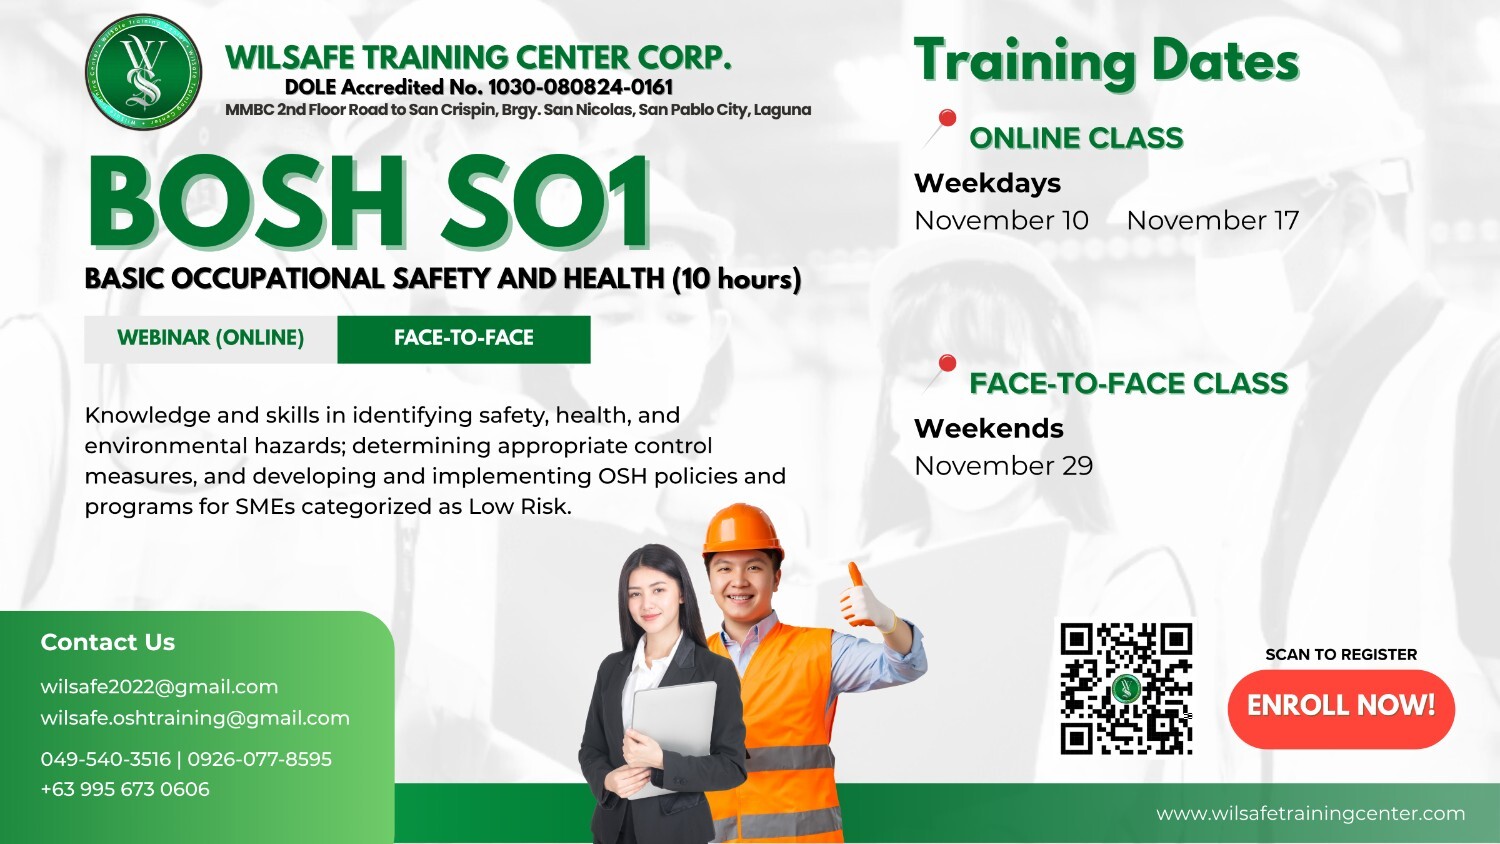 WILSAFE TRAINING CENTER CORP.
DOLE Accredited No. 1030-080824-0161
MMBC 2nd Floor Road to San Crispin, Brgy. San Nicolas, San Pablo City, Laguna
BOSH SO1
BASIC OCCUPATIONAL SAFETY AND HEALTH (10 hours)
WEBINAR (ONLINE) FACE-TO-FACE
Knowledge and skills in identifying safety, health, and
environmental hazards; determining appropriate control
measures, and developing and implementing OSH policies and
programs for SMEs categorized as Low Risk.
Contact Us
wilsafe2022@gmail.com
wilsafe.oshtraining@gmail.com
049-540-3516 | 0926-077-8595
+63 995 673 0606
Training Dates
ONLINE CLASS
Weekdays
November 10 November 17
FACE-TO-FACE CLASS
Weekends
November 29
SCAN TO REGISTER
ENROLL NOW!
www.wilsafetrainingcenter.com